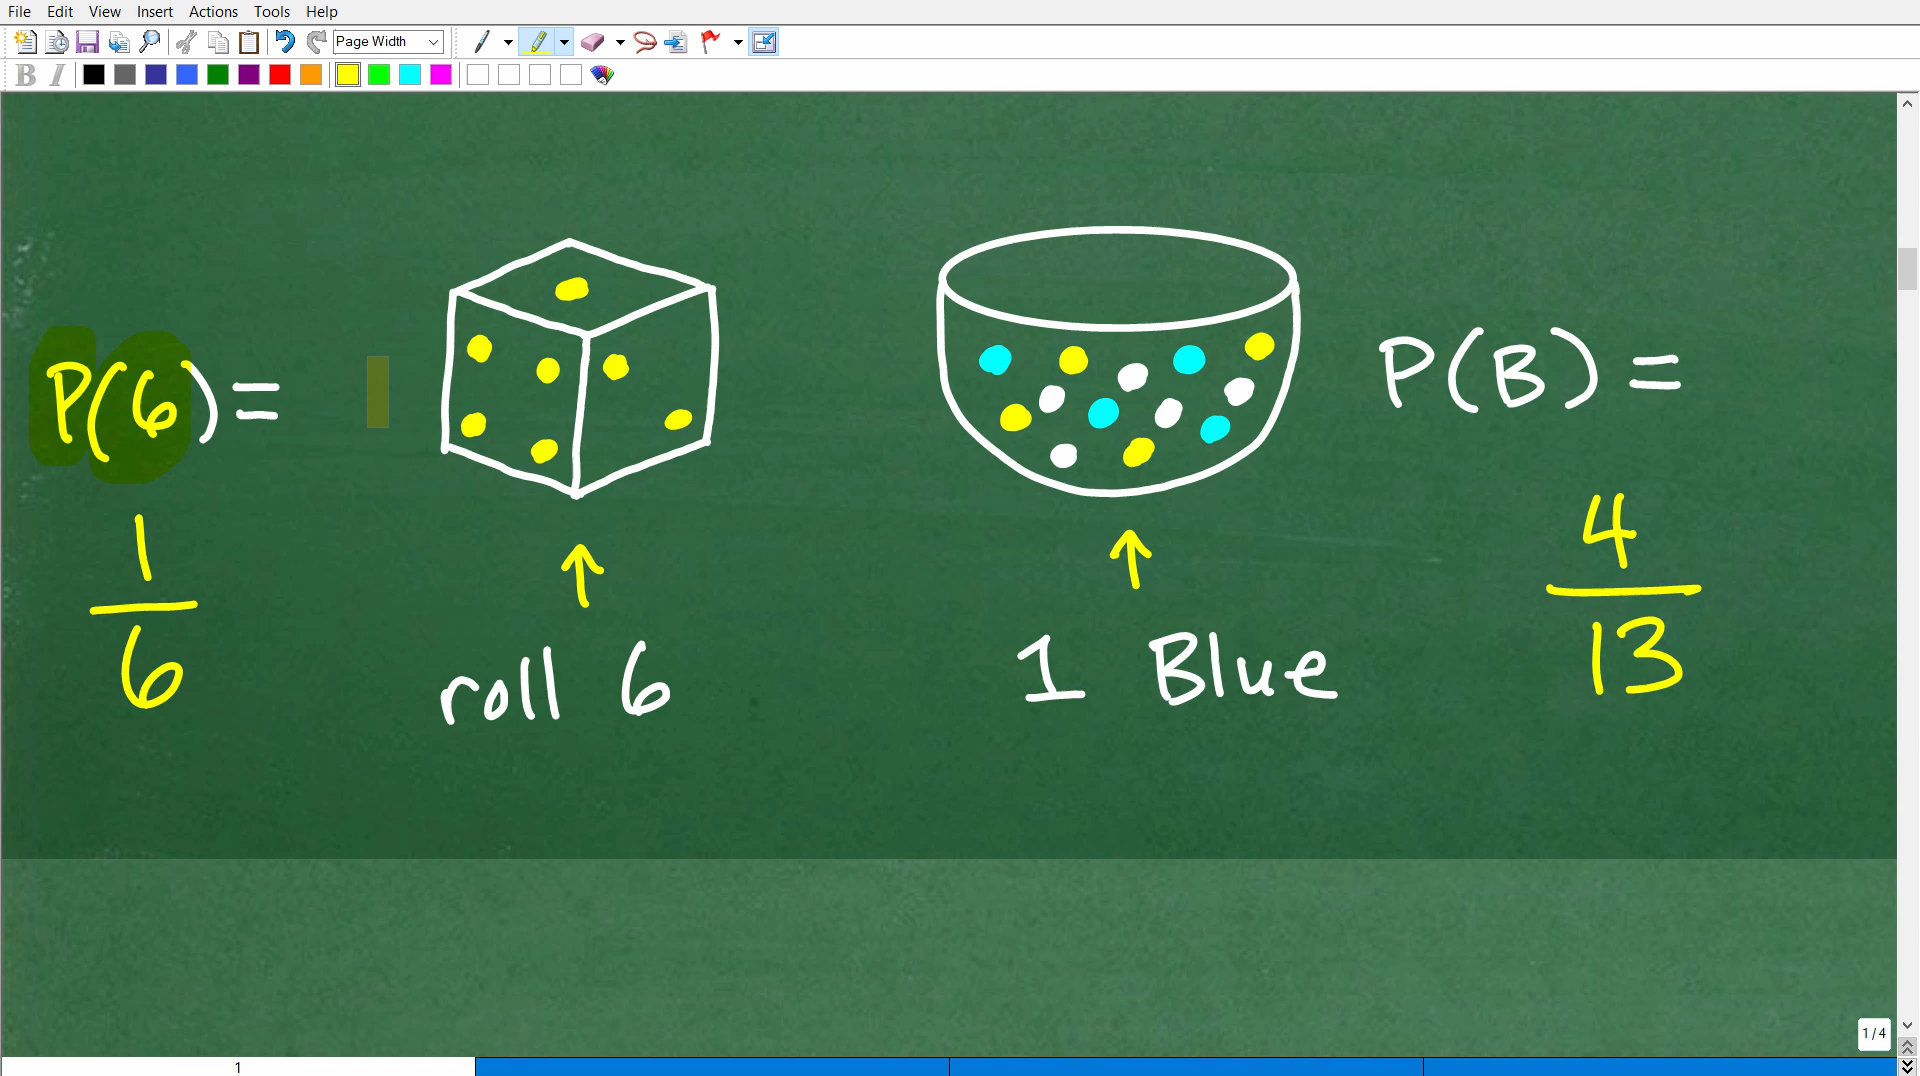 File Edit View Insert Actions Tools Help
Page Width
B I
P(6) =
P(B) =
1
6
4
13
roll 6
1 Blue
1 / 4
1